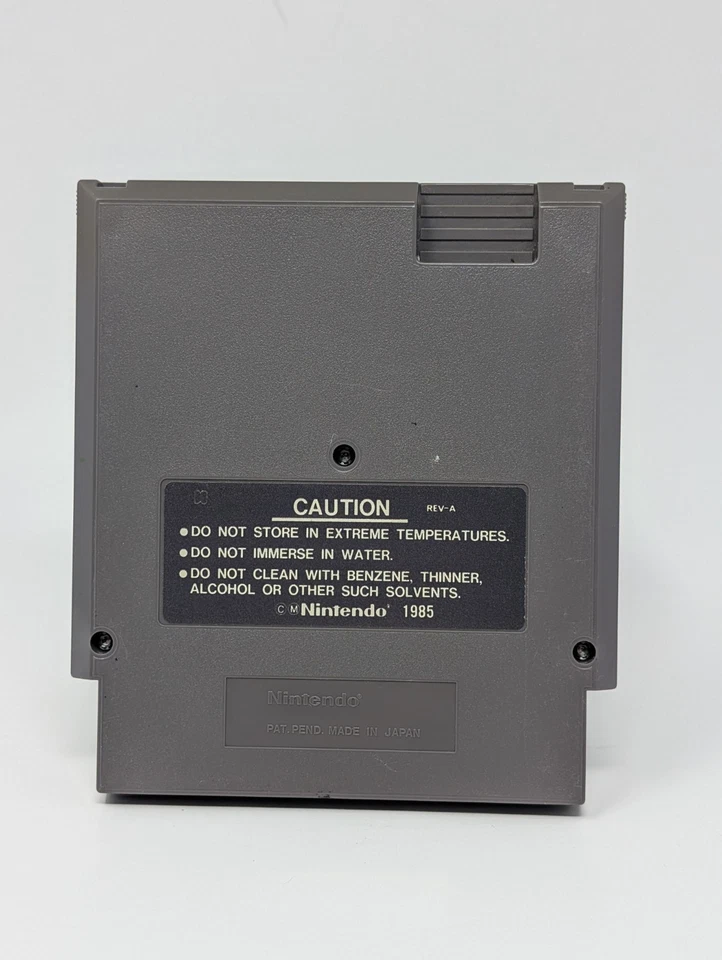 CAUTION REV-A
● DO NOT STORE IN EXTREME TEMPERATURES.
● DO NOT IMMERSE IN WATER.
● DO NOT CLEAN WITH BENZENE, THINNER,
ALCOHOL OR OTHER SUCH SOLVENTS.
Ⓒ Ⓜ Nintendo® 1985
Nintendo®
PAT. PEND. MADE IN JAPAN